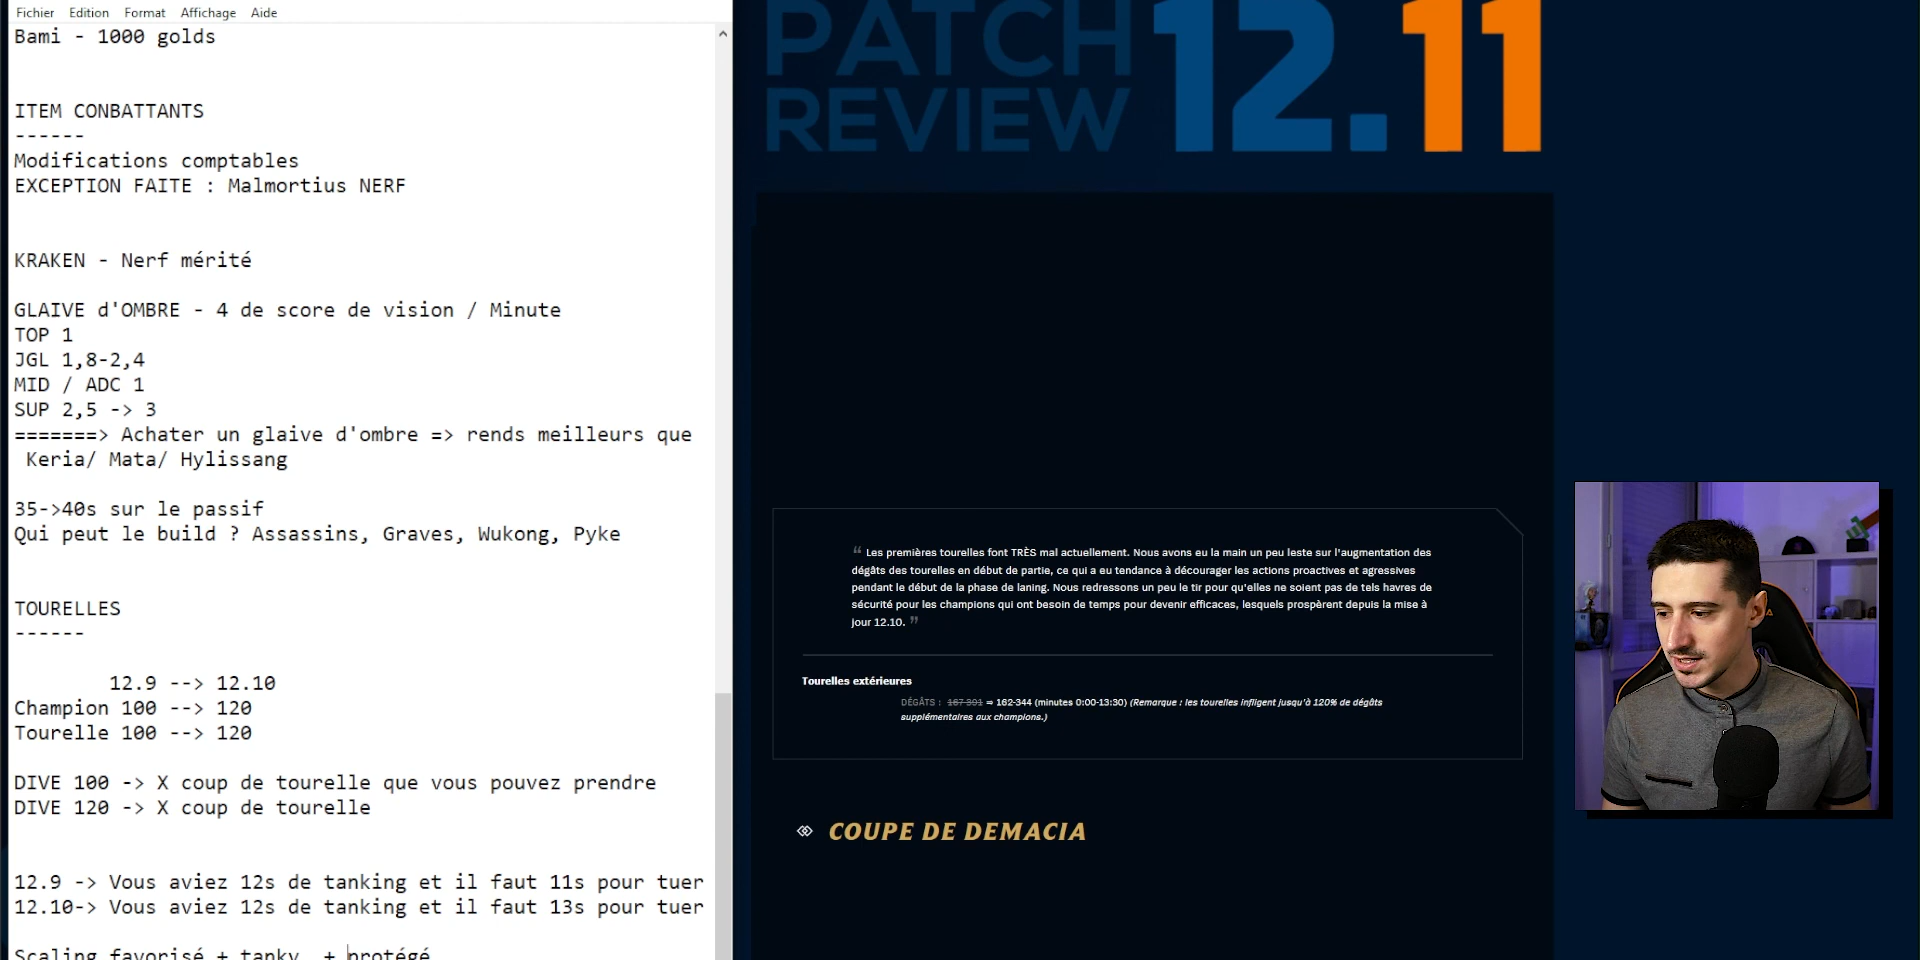 Fichier Edition Format Affichage Aide
Bami - 1000 golds
ITEM CONBATTANTS
------
Modifications comptables
EXCEPTION FAITE : Malmortius NERF
KRAKEN - Nerf mérité
GLAIVE d'OMBRE - 4 de score de vision / Minute
TOP 1
JGL 1,8-2,4
MID / ADC 1
SUP 2,5 -> 3
=======> Achater un glaive d'ombre => rends meilleurs que
Keria/ Mata/ Hylissang
35->40s sur le passif
Qui peut le build ? Assassins, Graves, Wukong, Pyke
TOURELLES
------
12.9 --> 12.10
Champion 100 --> 120
Tourelle 100 --> 120
DIVE 100 -> X coup de tourelle que vous pouvez prendre
DIVE 120 -> X coup de tourelle
12.9 -> Vous aviez 12s de tanking et il faut 11s pour tuer
12.10-> Vous aviez 12s de tanking et il faut 13s pour tuer
Scaling favorisé + tanky + protégé
PATCH
REVIEW
12.11
“ Les premières tourelles font TRÈS mal actuellement. Nous avons eu la main un peu leste sur l'augmentation des
dégâts des tourelles en début de partie, ce qui a eu tendance à décourager les actions proactives et agressives
pendant le début de la phase de laning. Nous redressons un peu le tir pour qu'elles ne soient pas de tels havres de
sécurité pour les champions qui ont besoin de temps pour devenir efficaces, lesquels prospèrent depuis la mise à
jour 12.10. ”
Tourelles extérieures
DÉGÂTS : 167-391 ⇒ 162-344 (minutes 0:00-13:30) (Remarque : les tourelles infligent jusqu'à 120% de dégâts
supplémentaires aux champions.)
COUPE DE DEMACIA